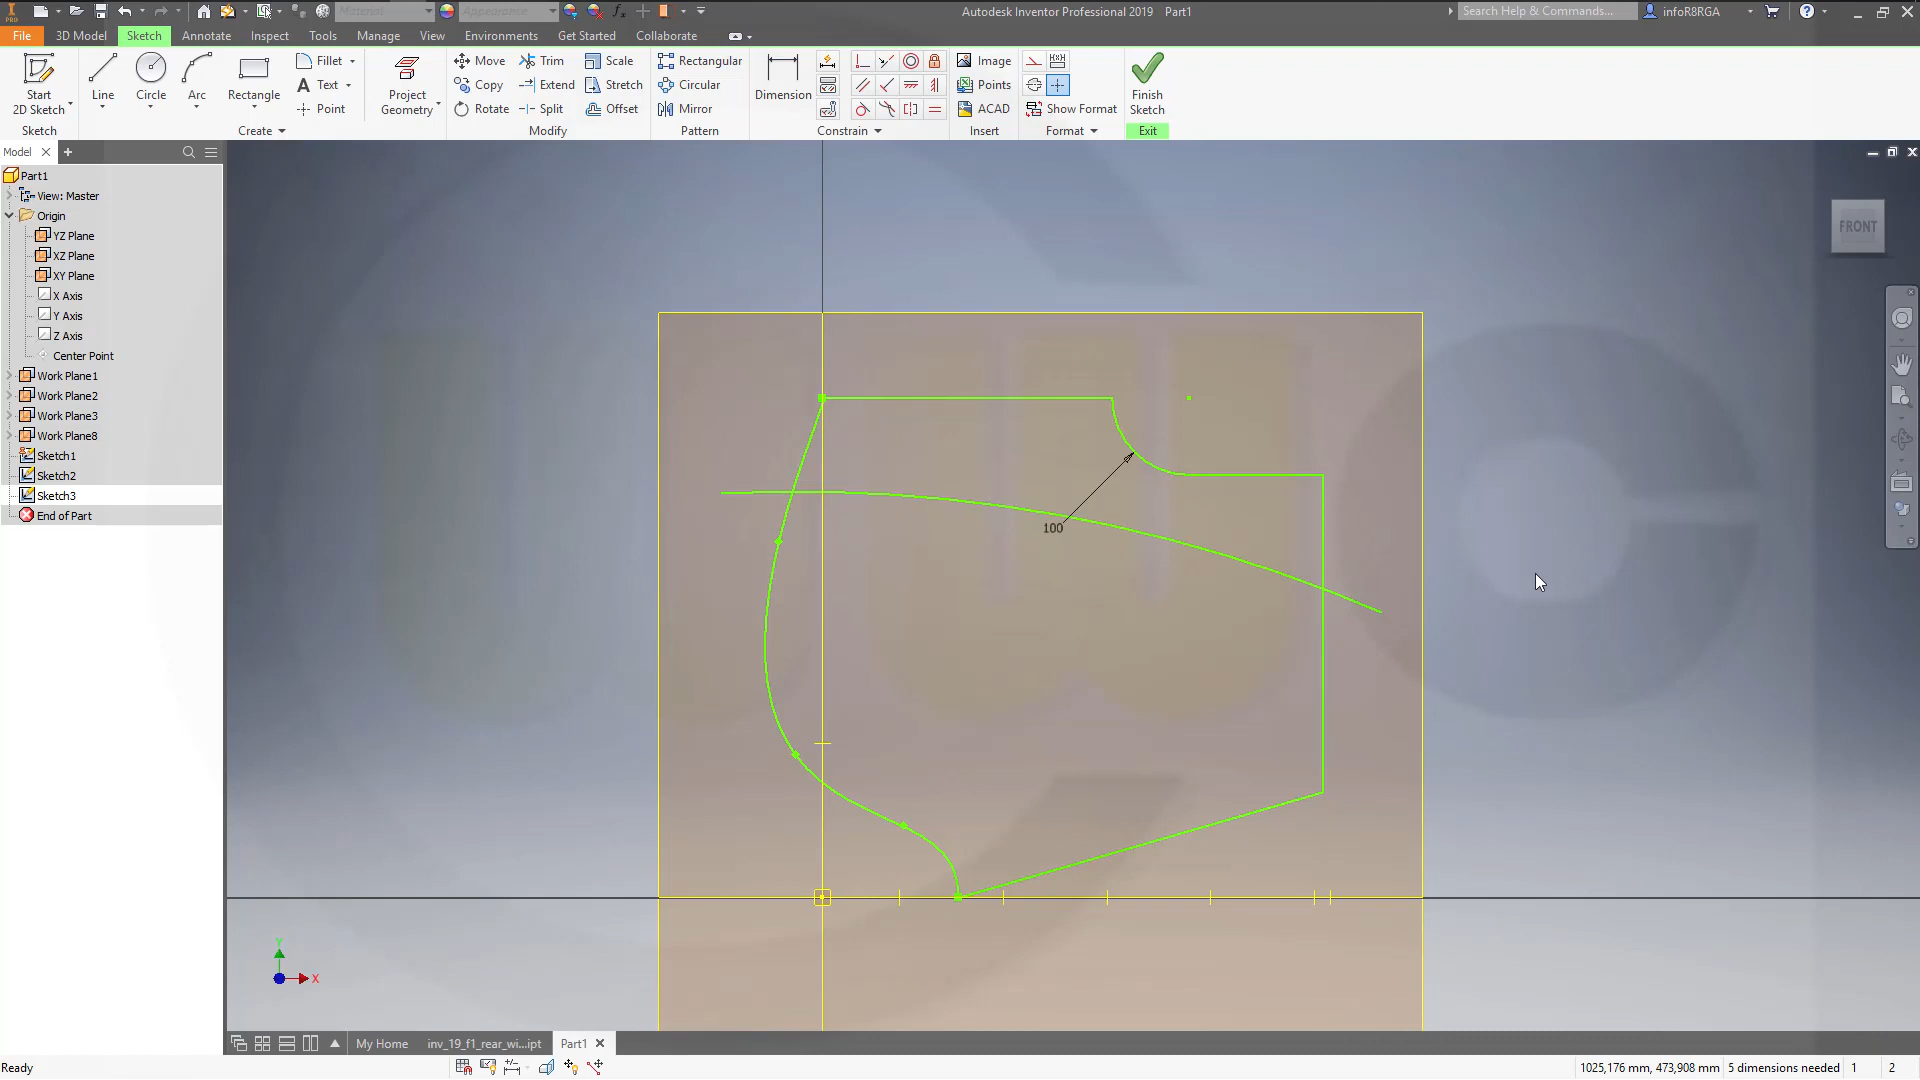 PRO
Material
Appearance
Autodesk Inventor Professional 2019 Part1
Search Help & Commands...
infoR8RGA
File 3D Model Sketch Annotate Inspect Tools Manage View Environments Get Started Collaborate
Start
2D Sketch
Sketch
Line
Circle
Arc
Rectangle
Fillet
Text
Point
Create
Project
Geometry
Move
Copy
Rotate
Trim
Extend
Split
Scale
Stretch
Offset
Modify
Rectangular
Circular
Mirror
Pattern
Dimension
Constrain
Image
Points
ACAD
Insert
Show Format
Format
Finish
Sketch
Exit
Model
Part1
View: Master
Origin
YZ Plane
XZ Plane
XY Plane
X Axis
Y Axis
Z Axis
Center Point
Work Plane1
Work Plane2
Work Plane3
Work Plane8
Sketch1
Sketch2
Sketch3
End of Part
FRONT
100
Y
X
My Home
inv_19_f1_rear_wi...ipt
Part1
Ready
1025,176 mm, 473,908 mm 5 dimensions needed 1 2